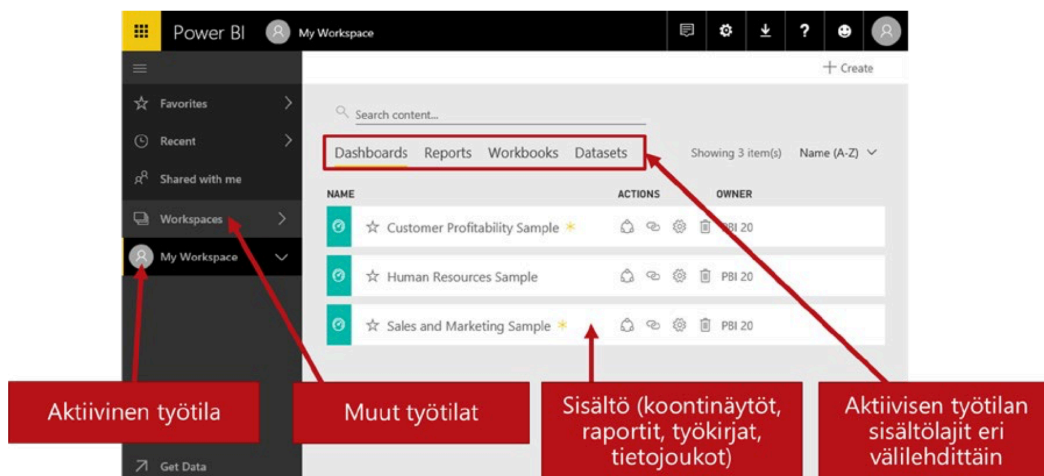 Power BI My Workspace ?
+ Create
Favorites
Recent
Shared with me
Workspaces
My Workspace
Get Data
Search content...
Dashboards Reports Workbooks Datasets Showing 3 item(s) Name (A-Z)
NAME ACTIONS OWNER
Customer Profitability Sample PBI 20
Human Resources Sample PBI 20
Sales and Marketing Sample PBI 20
Aktiivinen työtila
Muut työtilat
Sisältö (koontinäytöt,
raportit, työkirjat,
tietojoukot)
Aktiivisen työtilan
sisältölajit eri
välilehdittäin